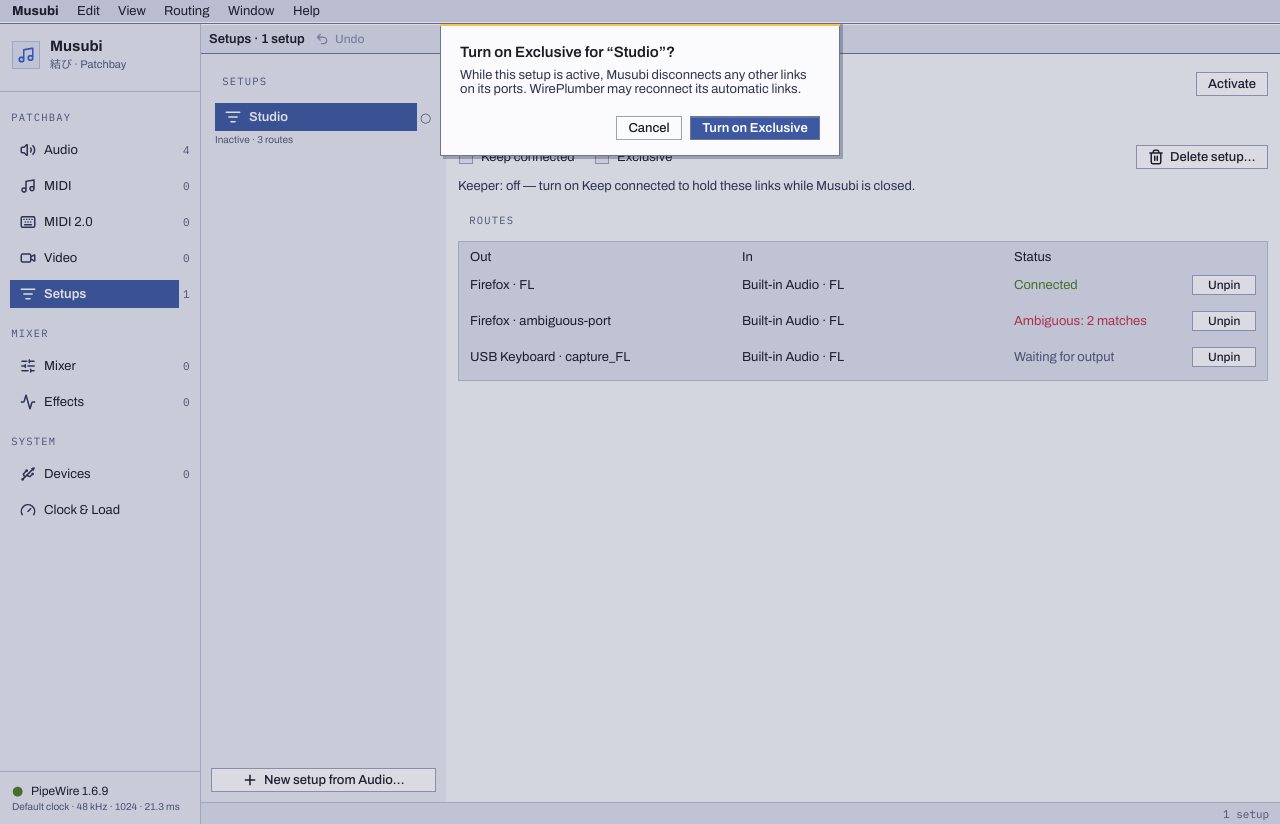 Musubi Edit View Routing Window Help
Musubi
結び · Patchbay
PATCHBAY
Audio 4
MIDI 0
MIDI 2.0 0
Video 0
Setups 1
MIXER
Mixer 0
Effects 0
SYSTEM
Devices 0
Clock & Load
PipeWire 1.6.9
Default clock · 48 kHz · 1024 · 21.3 ms
Setups · 1 setup Undo
SETUPS
Studio
Inactive · 3 routes
New setup from Audio…
Turn on Exclusive for “Studio”?
While this setup is active, Musubi disconnects any other links
on its ports. WirePlumber may reconnect its automatic links.
Cancel Turn on Exclusive
Activate
Keep connected Exclusive Delete setup…
Keeper: off — turn on Keep connected to hold these links while Musubi is closed.
ROUTES
Out In Status
Firefox · FL Built-in Audio · FL Connected Unpin
Firefox · ambiguous-port Built-in Audio · FL Ambiguous: 2 matches Unpin
USB Keyboard · capture_FL Built-in Audio · FL Waiting for output Unpin
1 setup